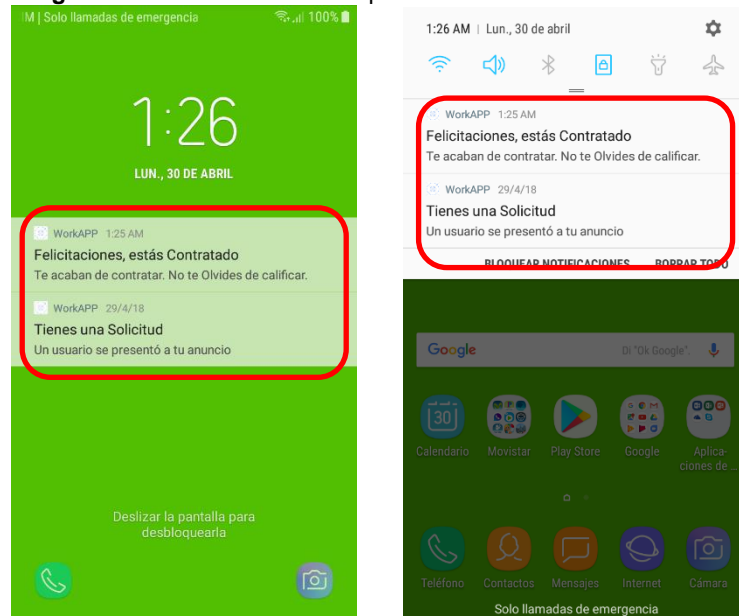 IM | Solo llamadas de emergencia 100%
1:26
LUN., 30 DE ABRIL
WorkAPP 1:25 AM
Felicitaciones, estás Contratado
Te acaban de contratar. No te Olvides de calificar.
WorkAPP 29/4/18
Tienes una Solicitud
Un usuario se presentó a tu anuncio
Deslizar la pantalla para
desbloquearla
1:26 AM | Lun., 30 de abril
WorkAPP 1:25 AM
Felicitaciones, estás Contratado
Te acaban de contratar. No te Olvides de calificar.
WorkAPP 29/4/18
Tienes una Solicitud
Un usuario se presentó a tu anuncio
BLOQUEAR NOTIFICACIONES BORRAR TODO
Google Di "Ok Google".
30
Calendario Movistar Play Store Google Aplica-
ciones de ...
Teléfono Contactos Mensajes Internet Cámara
Solo llamadas de emergencia